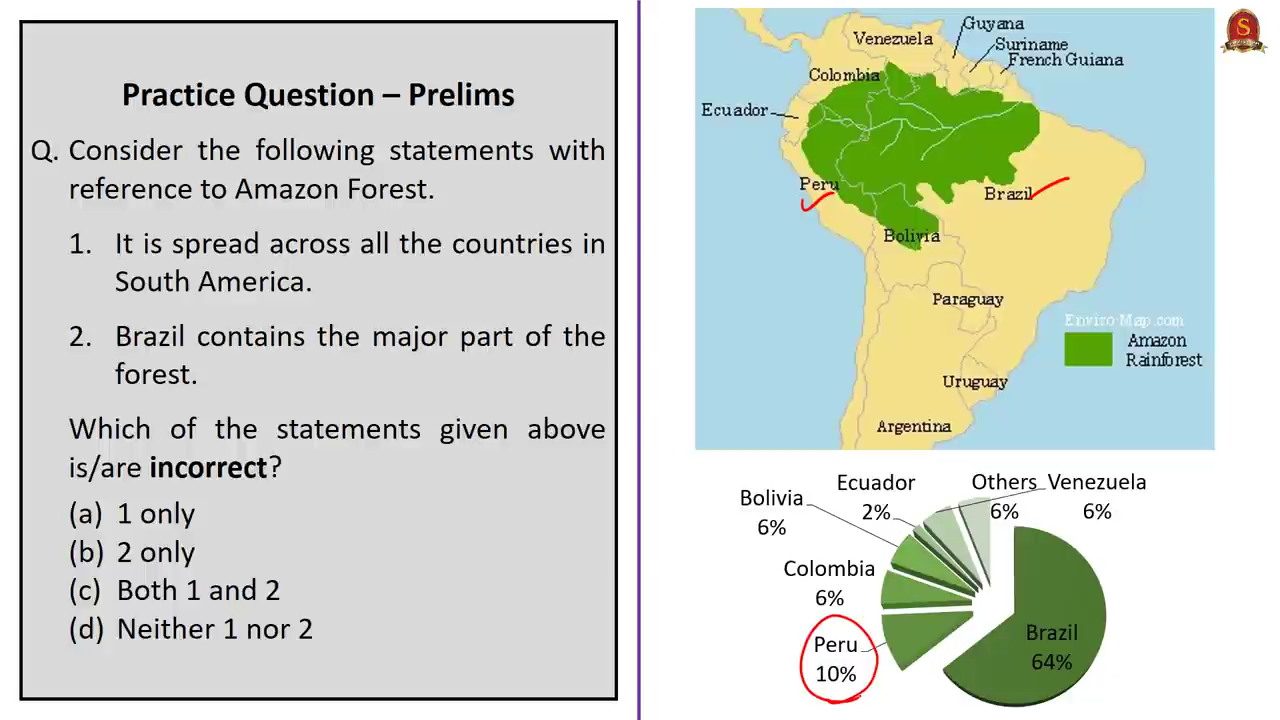 Practice Question – Prelims
Q. Consider the following statements with
reference to Amazon Forest.
1. It is spread across all the countries in
South America.
2. Brazil contains the major part of the
forest.
Which of the statements given above
is/are incorrect?
(a) 1 only
(b) 2 only
(c) Both 1 and 2
(d) Neither 1 nor 2
Guyana
Venezuela
Suriname
French Guiana
Colombia
Ecuador
Peru
Brazil
Bolivia
Paraguay
Enviro-Map.com
Amazon
Rainforest
Uruguay
Argentina
Ecuador
2%
Others
6%
Venezuela
6%
Bolivia
6%
Colombia
6%
Peru
10%
Brazil
64%
S